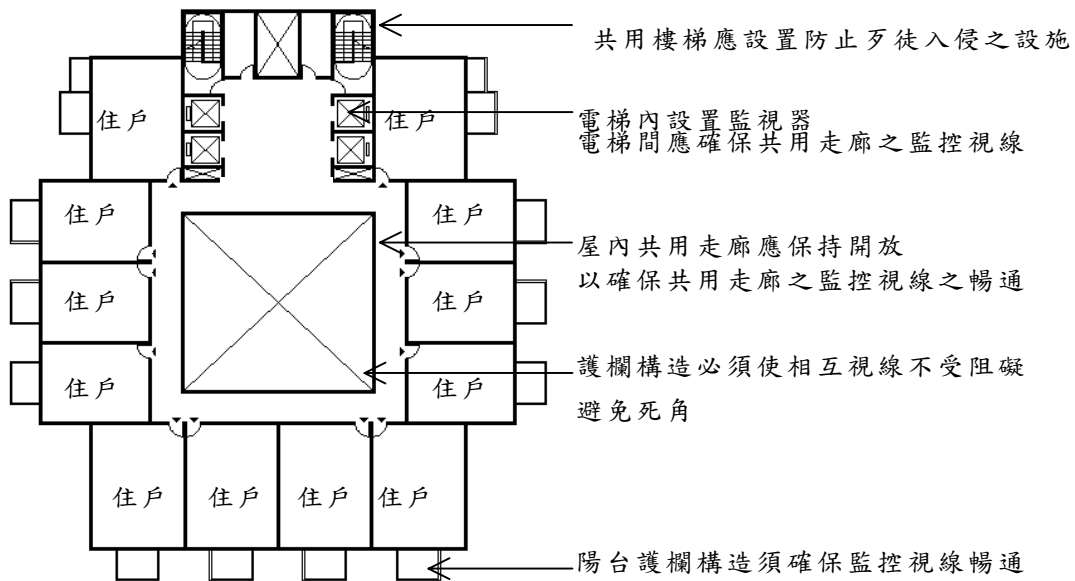 共用樓梯應設置防止歹徒入侵之設施
住戶
住戶
電梯內設置監視器
電梯間應確保共用走廊之監控視線
住戶
住戶
屋內共用走廊應保持開放
以確保共用走廊之監控視線之暢通
住戶
住戶
護欄構造必須使相互視線不受阻礙
避免死角
住戶
住戶
住戶
住戶
住戶
住戶
陽台護欄構造須確保監控視線暢通